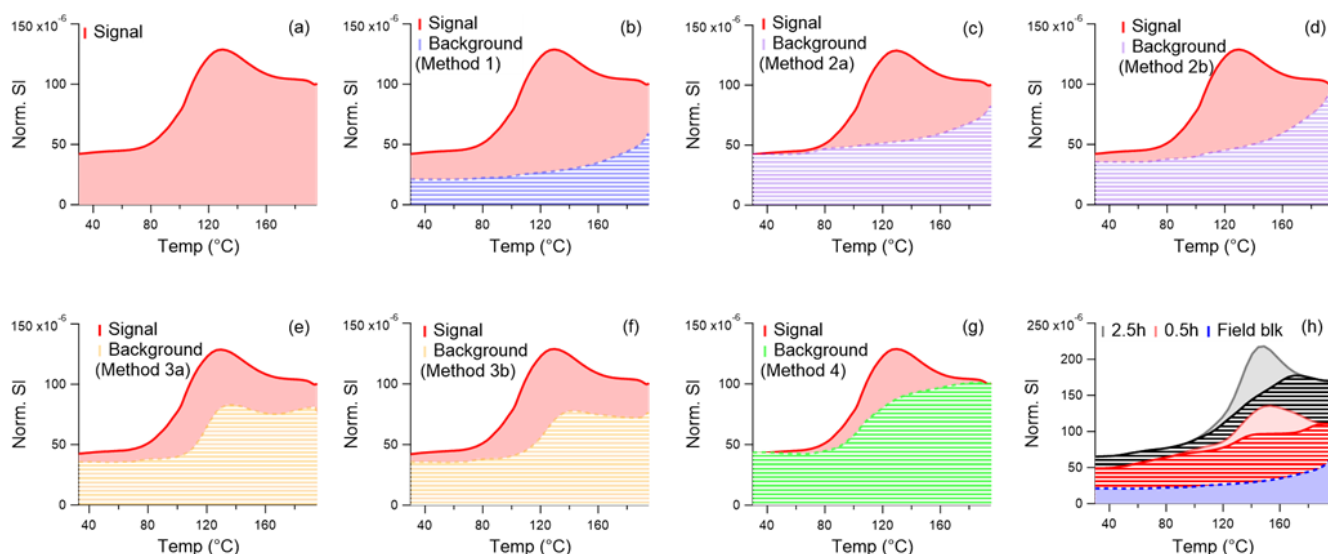 150 x10⁻⁶
Signal
(a)
100
50
0
Norm. SI
40 80 120 160
Temp (°C)
150 x10⁻⁶
Signal
(b)
Background
(Method 1)
100
50
0
Norm. SI
40 80 120 160
Temp (°C)
150 x10⁻⁶
Signal
(c)
Background
(Method 2a)
100
50
0
Norm. SI
40 80 120 160
Temp (°C)
150 x10⁻⁶
Signal
(d)
Background
(Method 2b)
100
50
0
Norm. SI
40 80 120 160
Temp (°C)
150 x10⁻⁶
Signal
(e)
Background
(Method 3a)
100
50
0
Norm. SI
40 80 120 160
Temp (°C)
150 x10⁻⁶
Signal
(f)
Background
(Method 3b)
100
50
0
Norm. SI
40 80 120 160
Temp (°C)
150 x10⁻⁶
Signal
(g)
Background
(Method 4)
100
50
0
Norm. SI
40 80 120 160
Temp (°C)
250 x10⁻⁶
2.5h 0.5h Field blk
(h)
200
150
100
50
0
Norm. SI
40 80 120 160
Temp (°C)